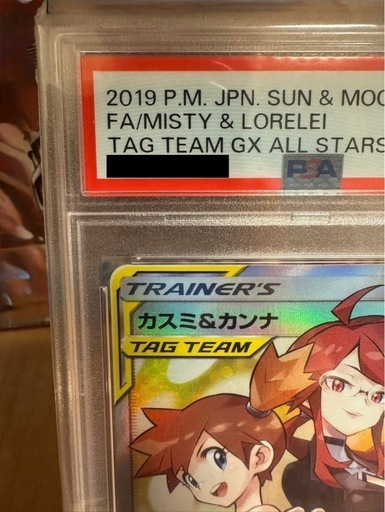 2019 P.M. JPN. SUN & MOO
FA/MISTY & LORELEI
TAG TEAM GX ALL STARS
PSA
TRAINER'S
カスミ&カンナ
TAG TEAM